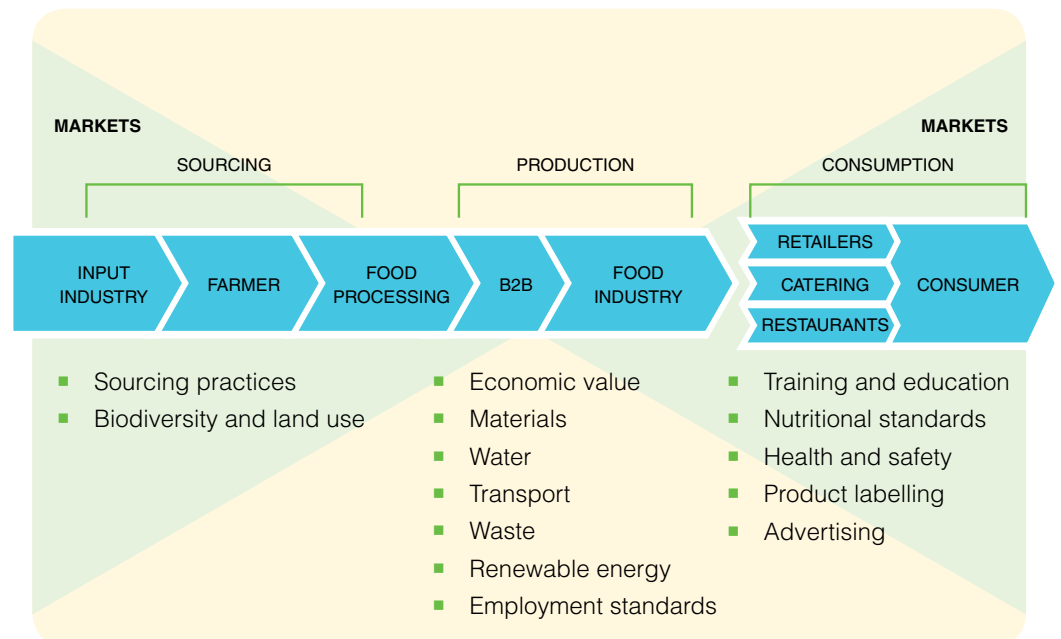 MARKETS
MARKETS
SOURCING
PRODUCTION
CONSUMPTION
INPUT
INDUSTRY
FARMER
FOOD
PROCESSING
B2B
FOOD
INDUSTRY
RETAILERS
CATERING
RESTAURANTS
CONSUMER
Sourcing practices
Biodiversity and land use
Economic value
Materials
Water
Transport
Waste
Renewable energy
Employment standards
Training and education
Nutritional standards
Health and safety
Product labelling
Advertising